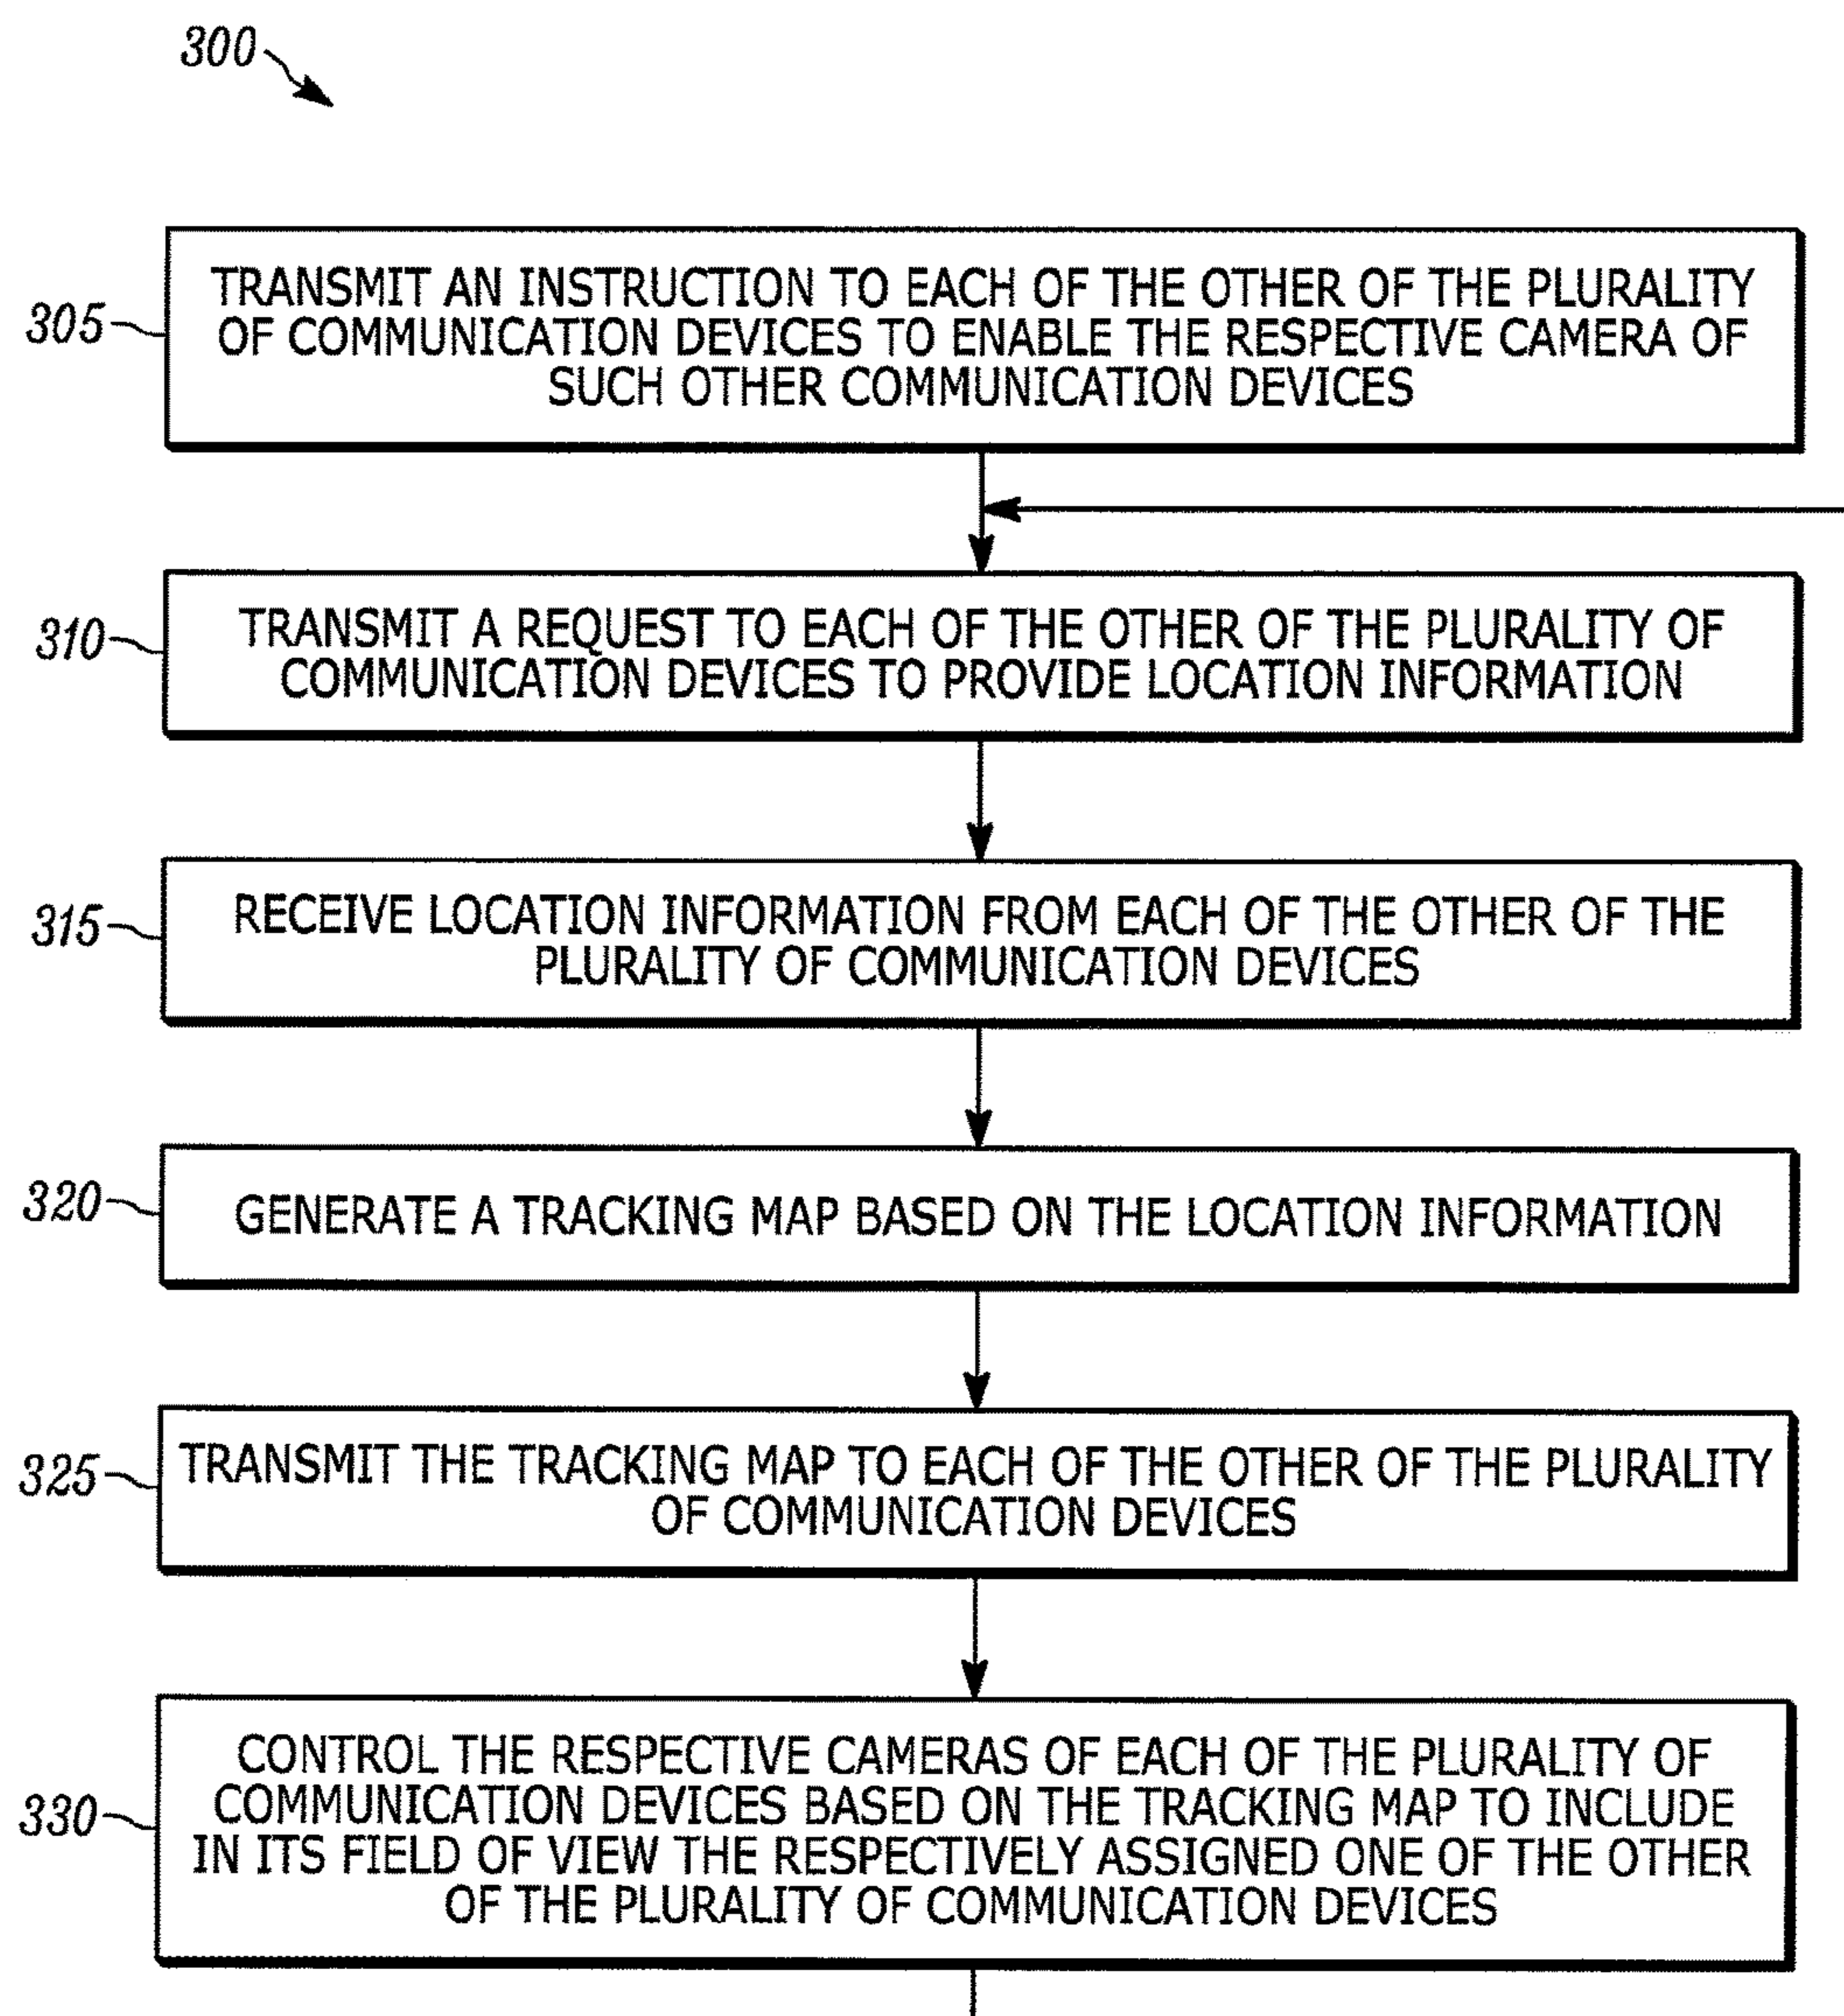 300
305
TRANSMIT AN INSTRUCTION TO EACH OF THE OTHER OF THE PLURALITY
OF COMMUNICATION DEVICES TO ENABLE THE RESPECTIVE CAMERA OF
SUCH OTHER COMMUNICATION DEVICES
310
TRANSMIT A REQUEST TO EACH OF THE OTHER OF THE PLURALITY OF
COMMUNICATION DEVICES TO PROVIDE LOCATION INFORMATION
315
RECEIVE LOCATION INFORMATION FROM EACH OF THE OTHER OF THE
PLURALITY OF COMMUNICATION DEVICES
320
GENERATE A TRACKING MAP BASED ON THE LOCATION INFORMATION
325
TRANSMIT THE TRACKING MAP TO EACH OF THE OTHER OF THE PLURALITY
OF COMMUNICATION DEVICES
330
CONTROL THE RESPECTIVE CAMERAS OF EACH OF THE PLURALITY OF
COMMUNICATION DEVICES BASED ON THE TRACKING MAP TO INCLUDE
IN ITS FIELD OF VIEW THE RESPECTIVELY ASSIGNED ONE OF THE OTHER
OF THE PLURALITY OF COMMUNICATION DEVICES